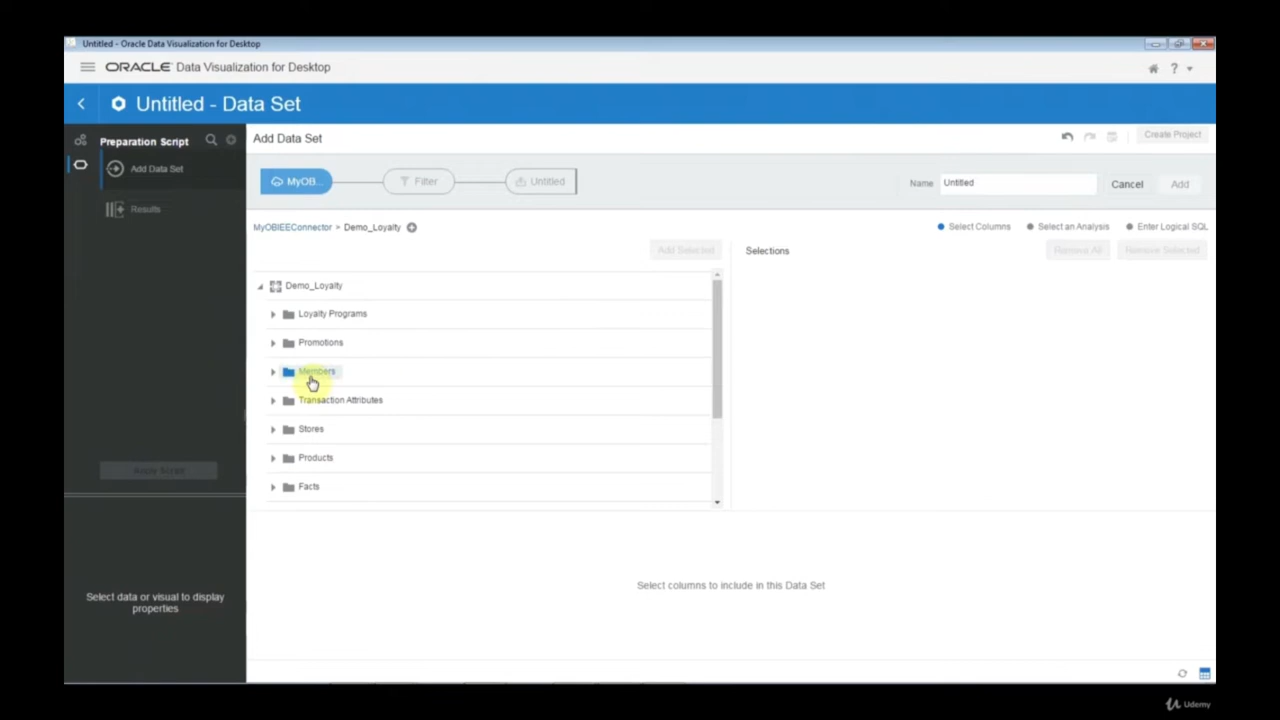 Untitled - Oracle Data Visualization for Desktop
ORACLE Data Visualization for Desktop
?
Untitled - Data Set
Preparation Script
Add Data Set
Create Project
Add Data Set
MyOB...
Filter
Untitled
Name
Untitled
Cancel
Add
Results
MyOBIEEConnector > Demo_Loyalty
Select Columns
Select an Analysis
Enter Logical SQL
Add Selected
Selections
Remove All
Remove Selected
Demo_Loyalty
Loyalty Programs
Promotions
Members
Transaction Attributes
Stores
Products
Apply Script
Facts
Select columns to include in this Data Set
Select data or visual to display
properties
Udemy